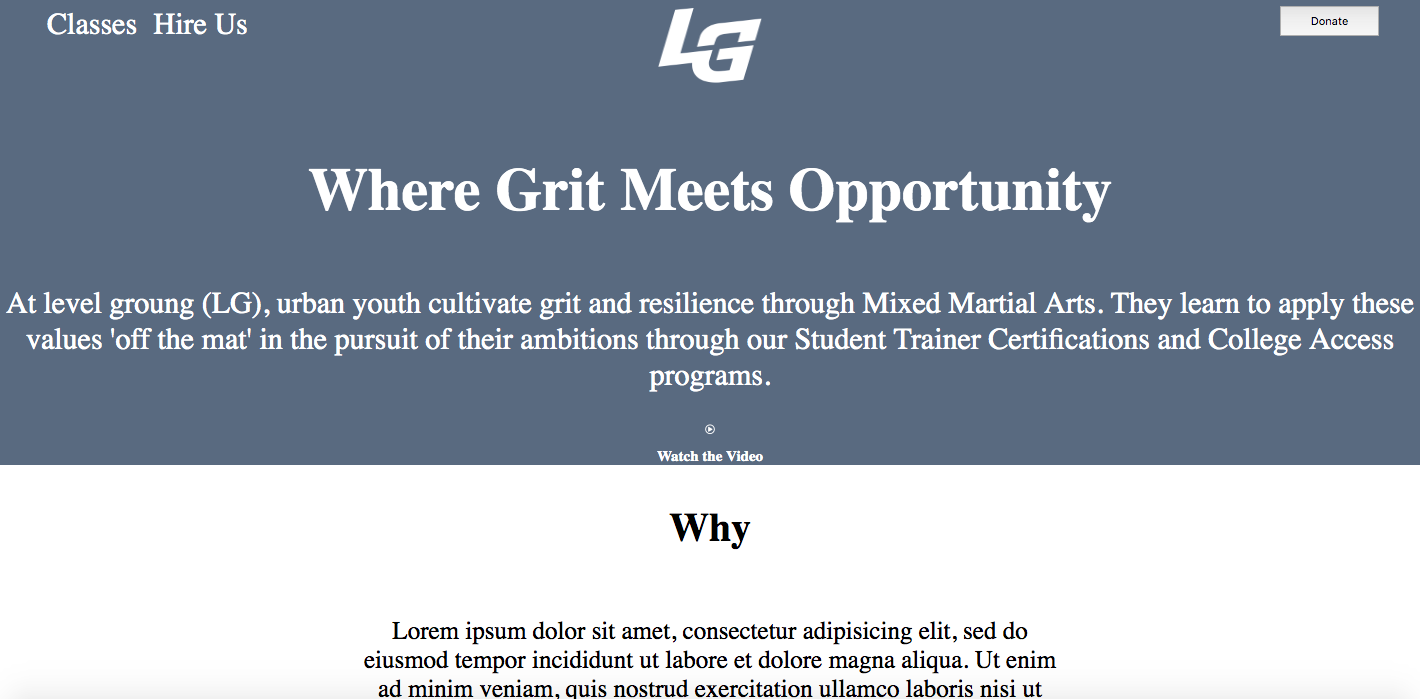 Classes Hire Us
LG
Donate
Where Grit Meets Opportunity
At level groung (LG), urban youth cultivate grit and resilience through Mixed Martial Arts. They learn to apply these
values 'off the mat' in the pursuit of their ambitions through our Student Trainer Certifications and College Access
programs.
Watch the Video
Why
Lorem ipsum dolor sit amet, consectetur adipisicing elit, sed do
eiusmod tempor incididunt ut labore et dolore magna aliqua. Ut enim
ad minim veniam, quis nostrud exercitation ullamco laboris nisi ut